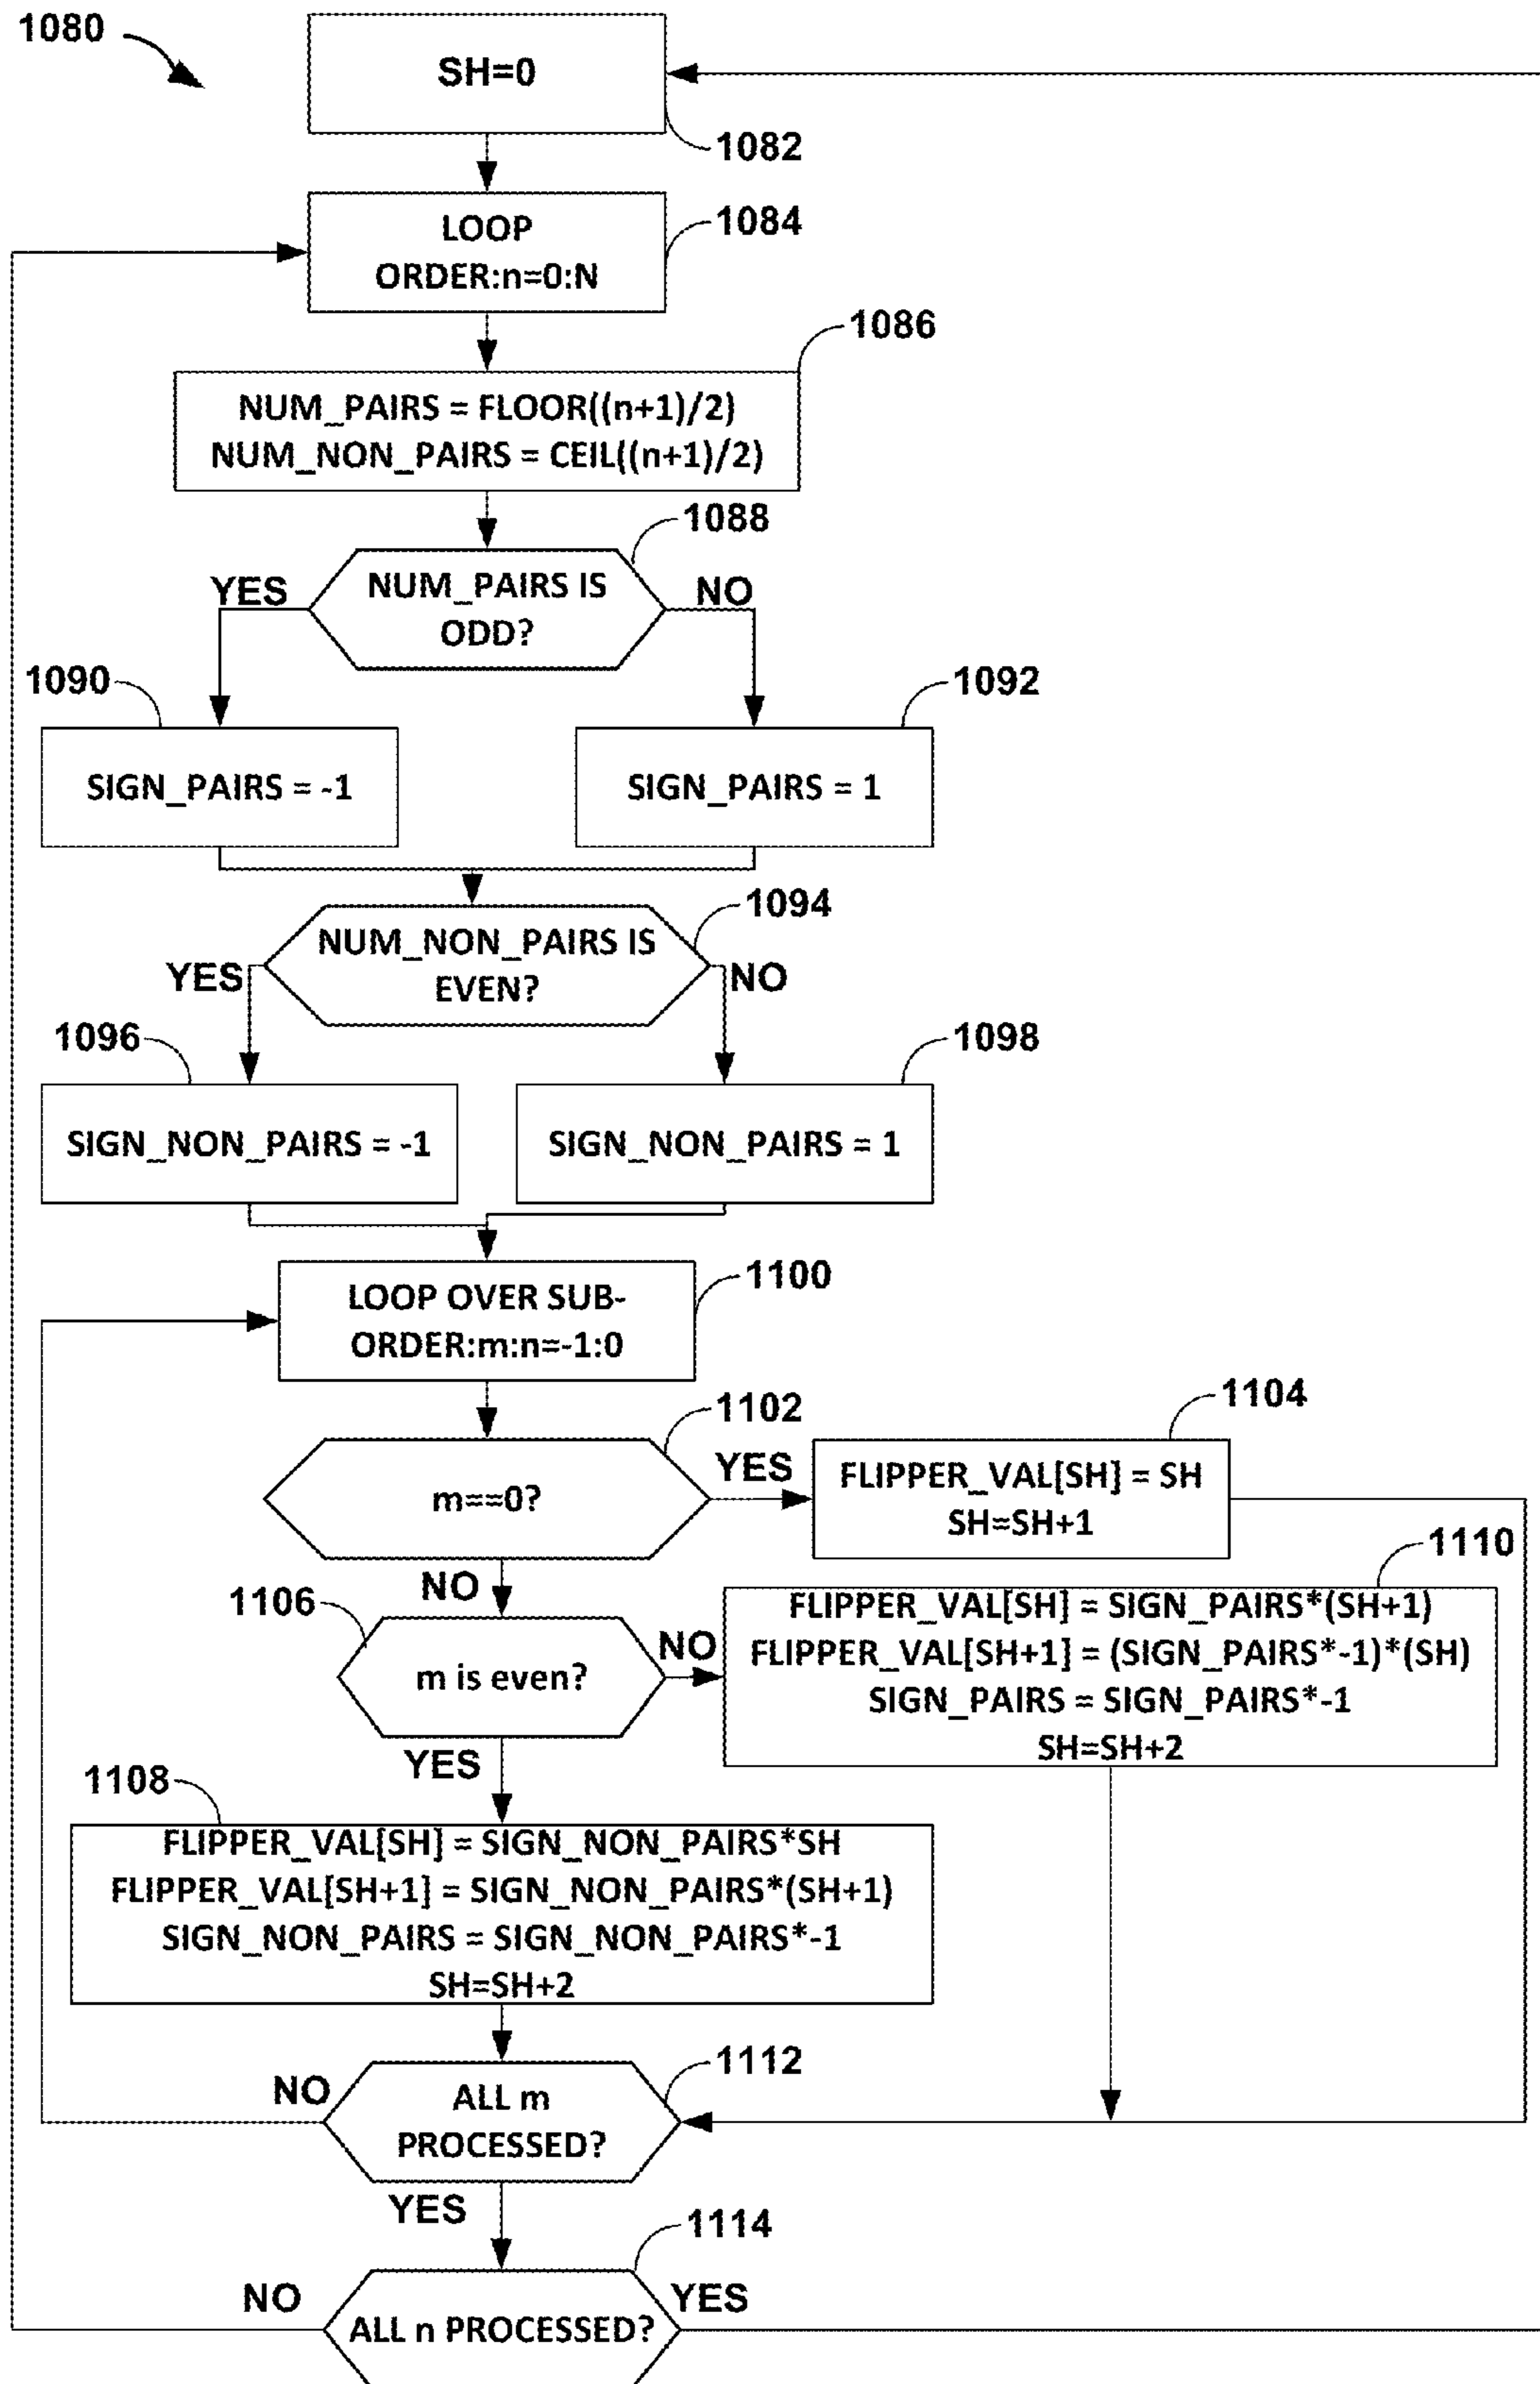 1080
SH=0
1082
LOOP
ORDER:n=0:N
1084
1086
NUM_PAIRS = FLOOR((n+1)/2)
NUM_NON_PAIRS = CEIL((n+1)/2)
1088
NUM_PAIRS IS
ODD?
YES
NO
1090
1092
SIGN_PAIRS = -1
SIGN_PAIRS = 1
1094
NUM_NON_PAIRS IS
EVEN?
YES
NO
1096
1098
SIGN_NON_PAIRS = -1
SIGN_NON_PAIRS = 1
1100
LOOP OVER SUB-
ORDER:m:n=-1:0
1102
m==0?
YES
1104
FLIPPER_VAL[SH] = SH
SH=SH+1
NO
1106
m is even?
NO
1110
FLIPPER_VAL[SH] = SIGN_PAIRS*(SH+1)
FLIPPER_VAL[SH+1] = (SIGN_PAIRS*-1)*(SH)
SIGN_PAIRS = SIGN_PAIRS*-1
SH=SH+2
YES
1108
FLIPPER_VAL[SH] = SIGN_NON_PAIRS*SH
FLIPPER_VAL[SH+1] = SIGN_NON_PAIRS*(SH+1)
SIGN_NON_PAIRS = SIGN_NON_PAIRS*-1
SH=SH+2
1112
ALL m
PROCESSED?
NO
YES
1114
ALL n PROCESSED?
NO
YES